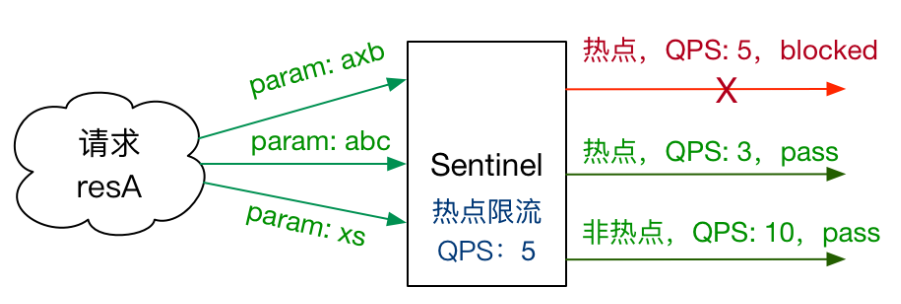 请求
resA
param: axb
param: abc
param: xs
Sentinel
热点限流
QPS：5
热点，QPS: 5，blocked
X
热点，QPS: 3，pass
非热点，QPS: 10，pass